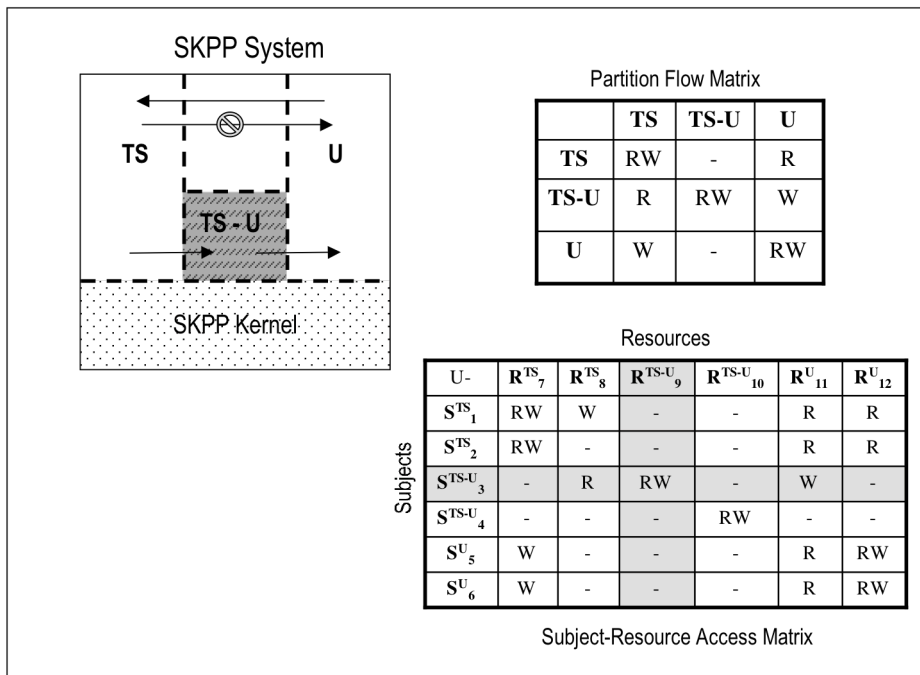 SKPP System
TS
U
TS - U
SKPP Kernel
Partition Flow Matrix
TS TS-U U
TS RW - R
TS-U R RW W
U W - RW
Resources
Subjects
U- R^TS_7 R^TS_8 R^TS-U_9 R^TS-U_10 R^U_11 R^U_12
S^TS_1 RW W - - R R
S^TS_2 RW - - - R R
S^TS-U_3 - R RW - W -
S^TS-U_4 - - - RW - -
S^U_5 W - - - R RW
S^U_6 W - - - R RW
Subject-Resource Access Matrix